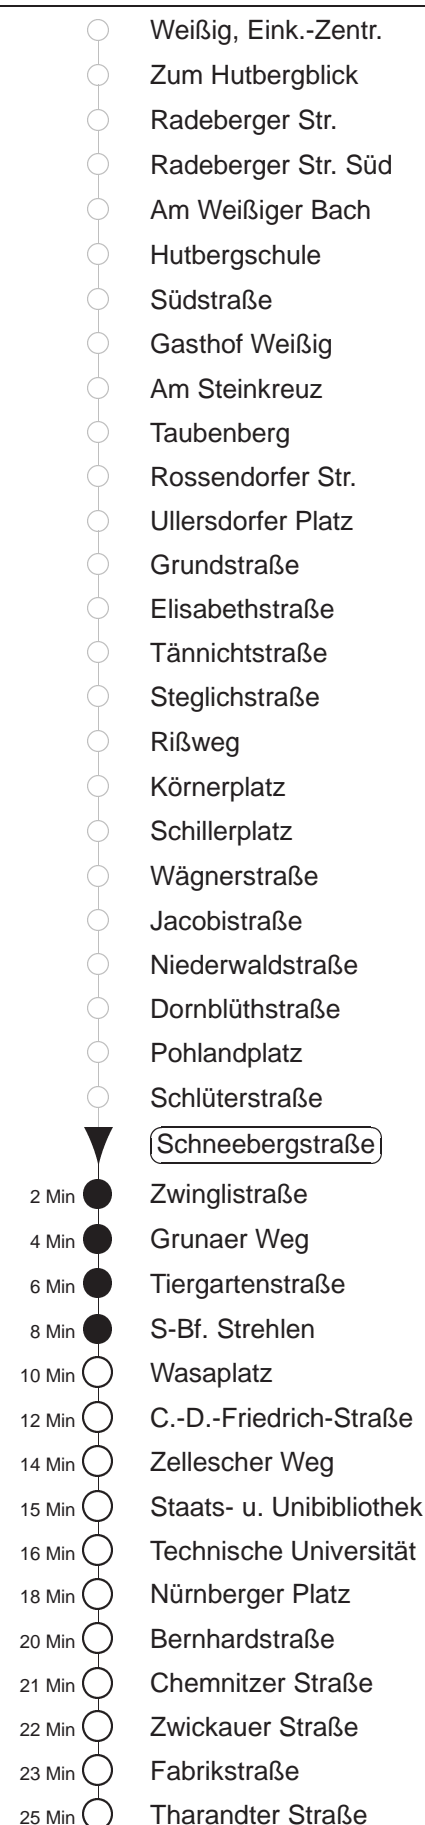 Weißig, Eink.-Zentr.
Zum Hutbergblick
Radeberger Str.
Radeberger Str. Süd
Am Weißiger Bach
Hutbergschule
Südstraße
Gasthof Weißig
Am Steinkreuz
Taubenberg
Rossendorfer Str.
Ullersdorfer Platz
Grundstraße
Elisabethstraße
Tännichtstraße
Steglichstraße
Rißweg
Körnerplatz
Schillerplatz
Wägnerstraße
Jacobistraße
Niederwaldstraße
Dornblüthstraße
Pohlandplatz
Schlüterstraße
Schneebergstraße
2 Min Zwinglistraße
4 Min Grunaer Weg
6 Min Tiergartenstraße
8 Min S-Bf. Strehlen
10 Min Wasaplatz
12 Min C.-D.-Friedrich-Straße
14 Min Zellescher Weg
15 Min Staats- u. Unibibliothek
16 Min Technische Universität
18 Min Nürnberger Platz
20 Min Bernhardstraße
21 Min Chemnitzer Straße
22 Min Zwickauer Straße
23 Min Fabrikstraße
25 Min Tharandter Straße